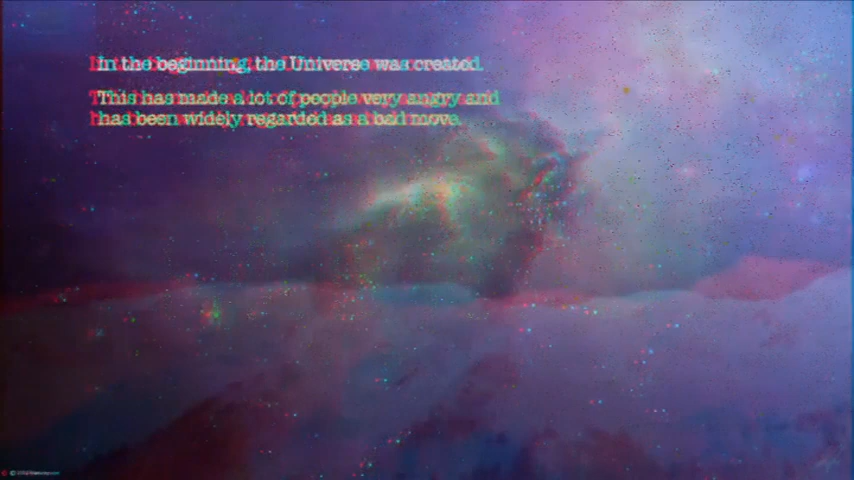 In the beginning, the Universe was created.
This has made a lot of people very angry and
has been widely regarded as a bad move.